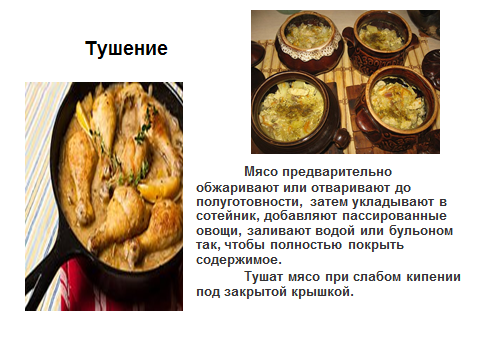 Тушение
Мясо предварительно
обжаривают или отваривают до
полуготовности, затем укладывают в
сотейник, добавляют пассированные
овощи, заливают водой или бульоном
так, чтобы полностью покрыть
содержимое.
Тушат мясо при слабом кипении
под закрытой крышкой.